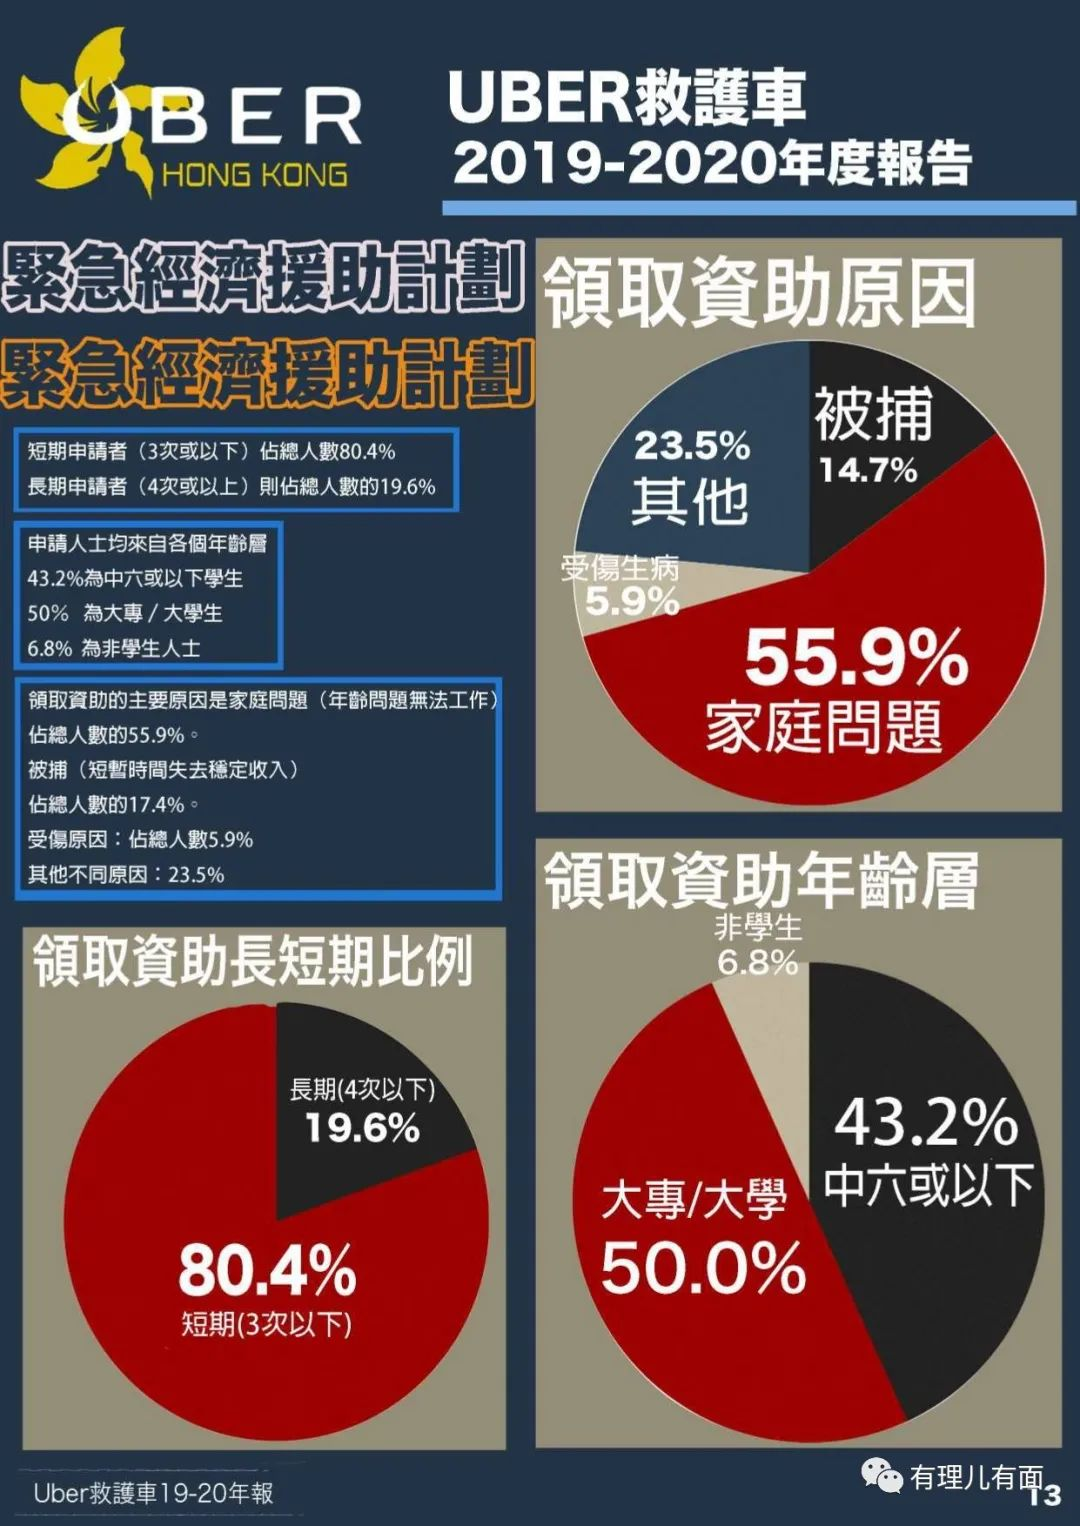 UBER
HONG KONG
UBER救護車
2019-2020年度報告
緊急經濟援助計劃
緊急經濟援助計劃
短期申請者（3次或以下）佔總人數80.4%
長期申請者（4次或以上）則佔總人數的19.6%
申請人士均來自各個年齡層
43.2%為中六或以下學生
50% 為大專 / 大學生
6.8% 為非學生人士
領取資助的主要原因是家庭問題（年齡問題無法工作）
佔總人數的55.9%。
被捕（短暫時間失去穩定收入）
佔總人數的17.4%。
受傷原因：佔總人數5.9%
其他不同原因：23.5%
領取資助原因
被捕
14.7%
23.5%
其他
受傷生病
5.9%
55.9%
家庭問題
領取資助長短期比例
長期(4次以下)
19.6%
80.4%
短期(3次以下)
領取資助年齡層
非學生
6.8%
43.2%
中六或以下
大專/大學
50.0%
Uber救護車19-20年報
有理儿有面
13